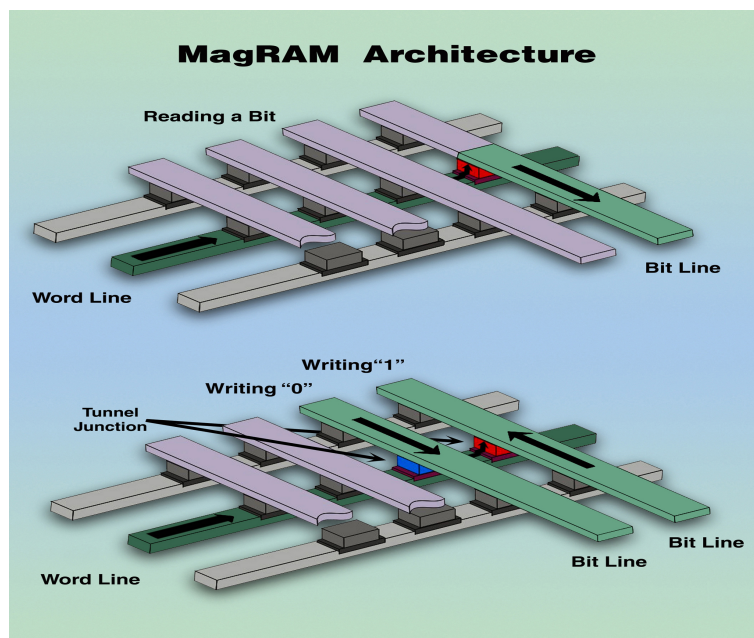 MagRAM Architecture
Reading a Bit
Word Line
Bit Line
Writing“1”
Writing “0”
Tunnel
Junction
Bit Line
Bit Line
Word Line